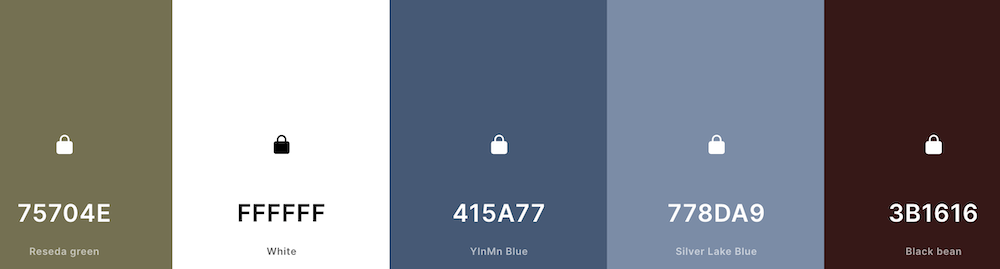 75704E
Reseda green
FFFFFF
White
415A77
YInMn Blue
778DA9
Silver Lake Blue
3B1616
Black bean